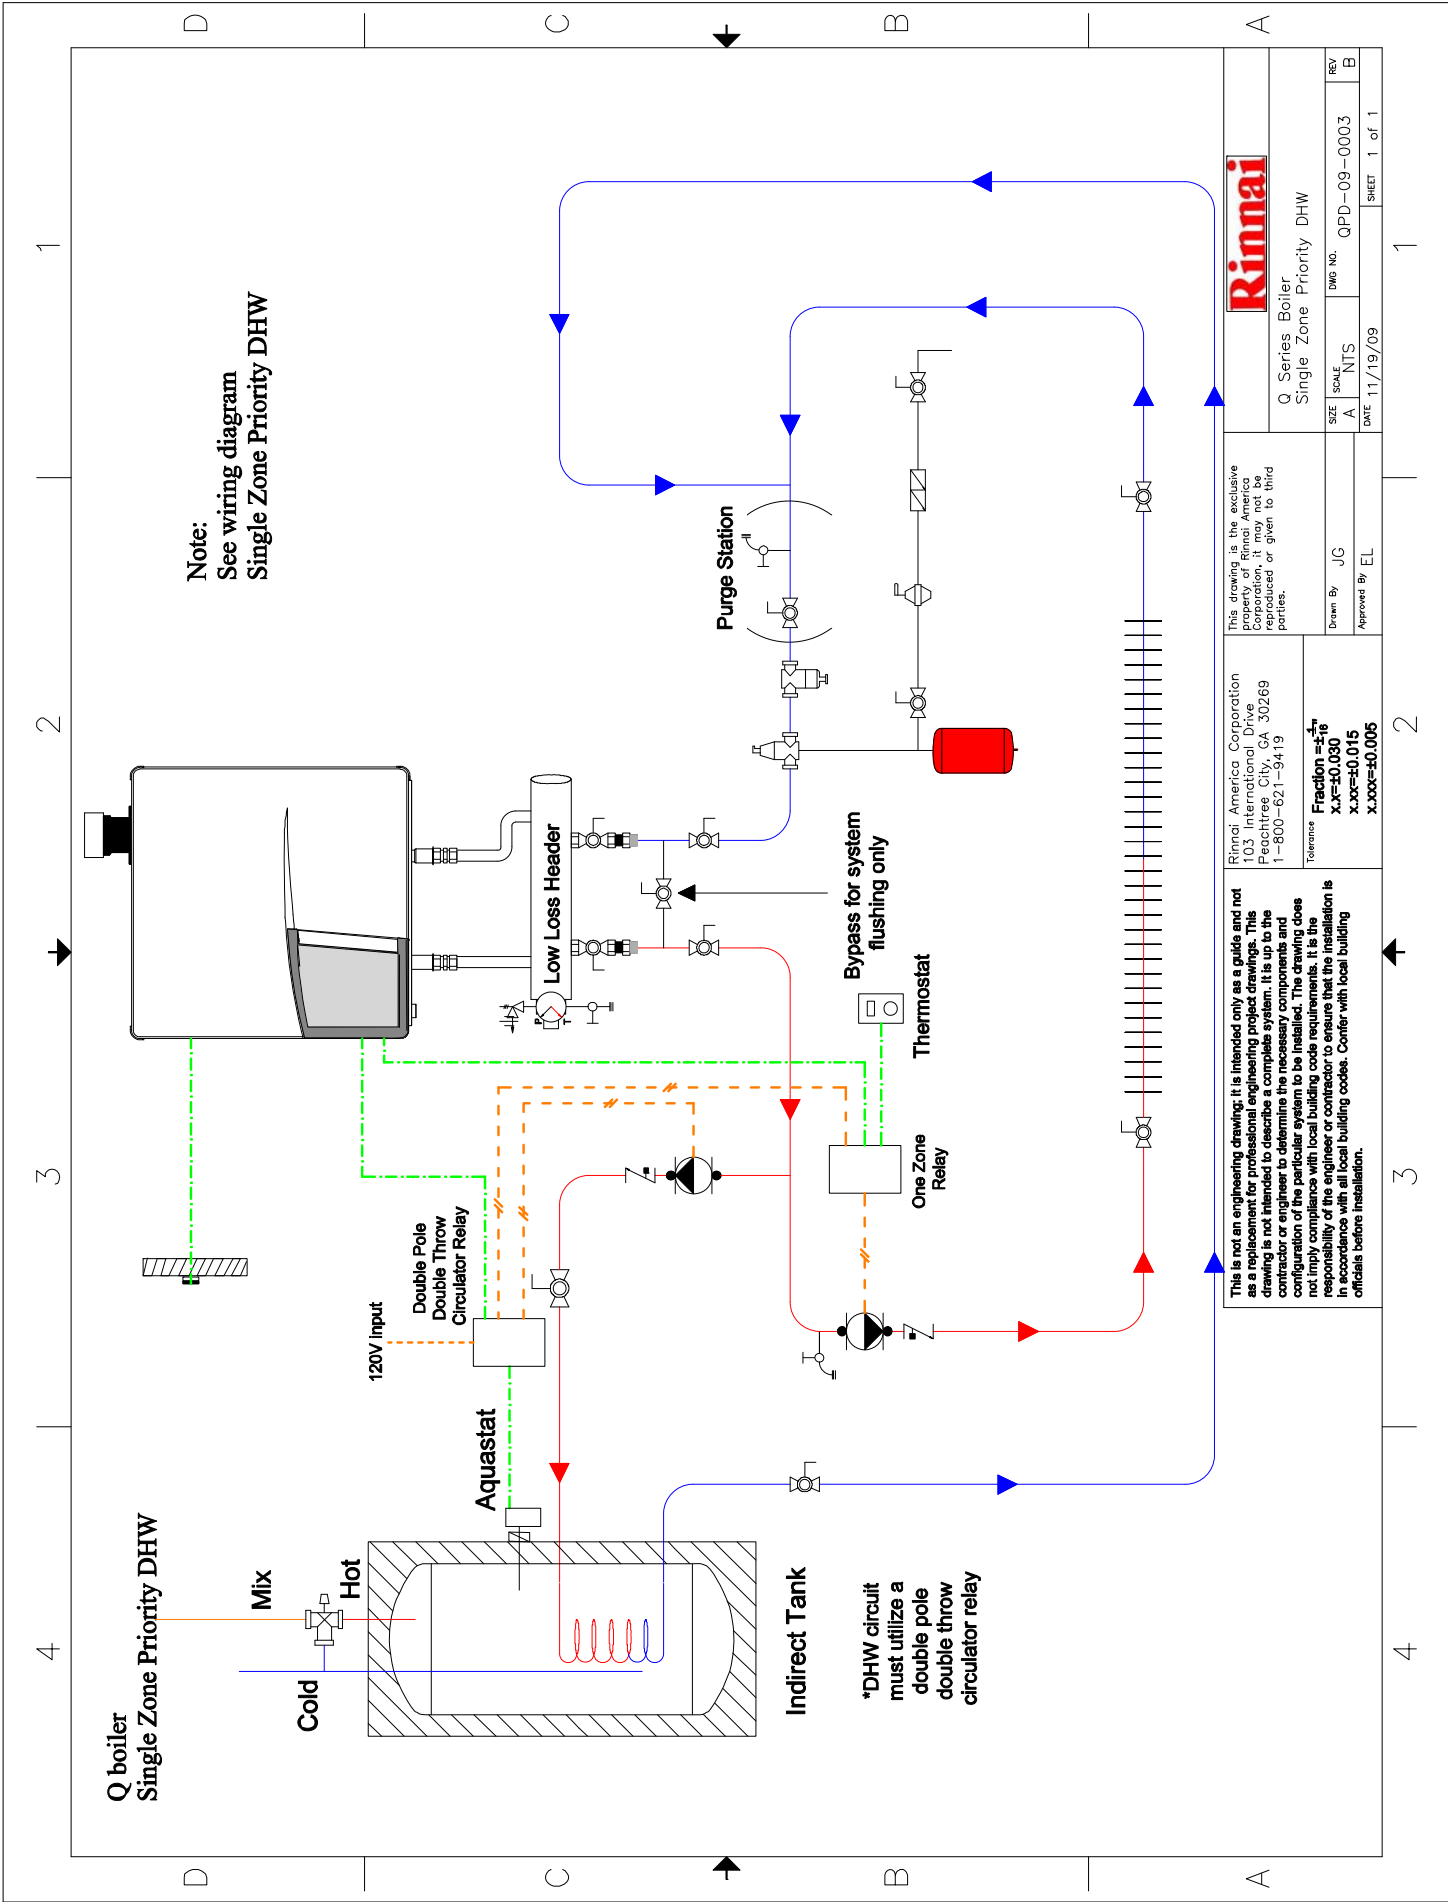 D
C
B
A
1
2
3
4
Q boiler
Single Zone Priority DHW
Note:
See wiring diagram
Single Zone Priority DHW
Mix
Hot
Cold
Aquastat
120V input
Double Pole
Double Throw
Circulator Relay
Low Loss Header
P
T
Purge Station
Bypass for system
flushing only
Thermostat
One Zone
Relay
Indirect Tank
*DHW circuit
must utilize a
double pole
double throw
circulator relay
This is not an engineering drawing; it is intended only as a guide and not
as a replacement for professional engineering project drawings. This
drawing is not intended to describe a complete system. It is up to the
contractor or engineer to determine the necessary components and
configuration of the particular system to be installed. The drawing does
not imply compliance with local building code requirements. It is the
responsibility of the engineer or contractor to ensure that the installation is
in accordance with all local building codes. Confer with local building
officials before installation.
Rinnai America Corporation
103 International Drive
Peachtree City, GA 30269
1-800-621-9419
Tolerance
Fraction =±1/16"
X.X=±0.030
X.XX=±0.015
X.XXX=±0.005
This drawing is the exclusive
property of Rinnai America
Corporation, it may not be
reproduced or given to third
parties.
Drawn By JG
Approved By EL
Rinnai
Q Series Boiler
Single Zone Priority DHW
SIZE A
SCALE NTS
DWG NO. QPD-09-0003
REV B
DATE 11/19/09
SHEET 1 of 1
D
C
B
A
1
2
3
4